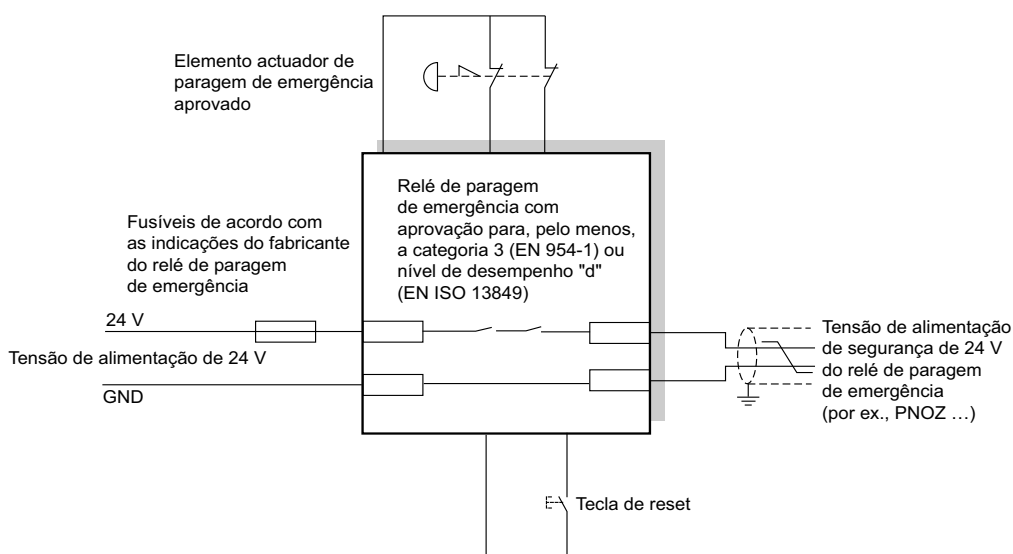 Elemento actuador de
paragem de emergência
aprovado
Relé de paragem
de emergência com
aprovação para, pelo menos,
a categoria 3 (EN 954-1) ou
nível de desempenho "d"
(EN ISO 13849)
Fusíveis de acordo com
as indicações do fabricante
do relé de paragem
de emergência
24 V
Tensão de alimentação de 24 V
GND
Tensão de alimentação
de segurança de 24 V
do relé de paragem
de emergência
(por ex., PNOZ …)
Tecla de reset